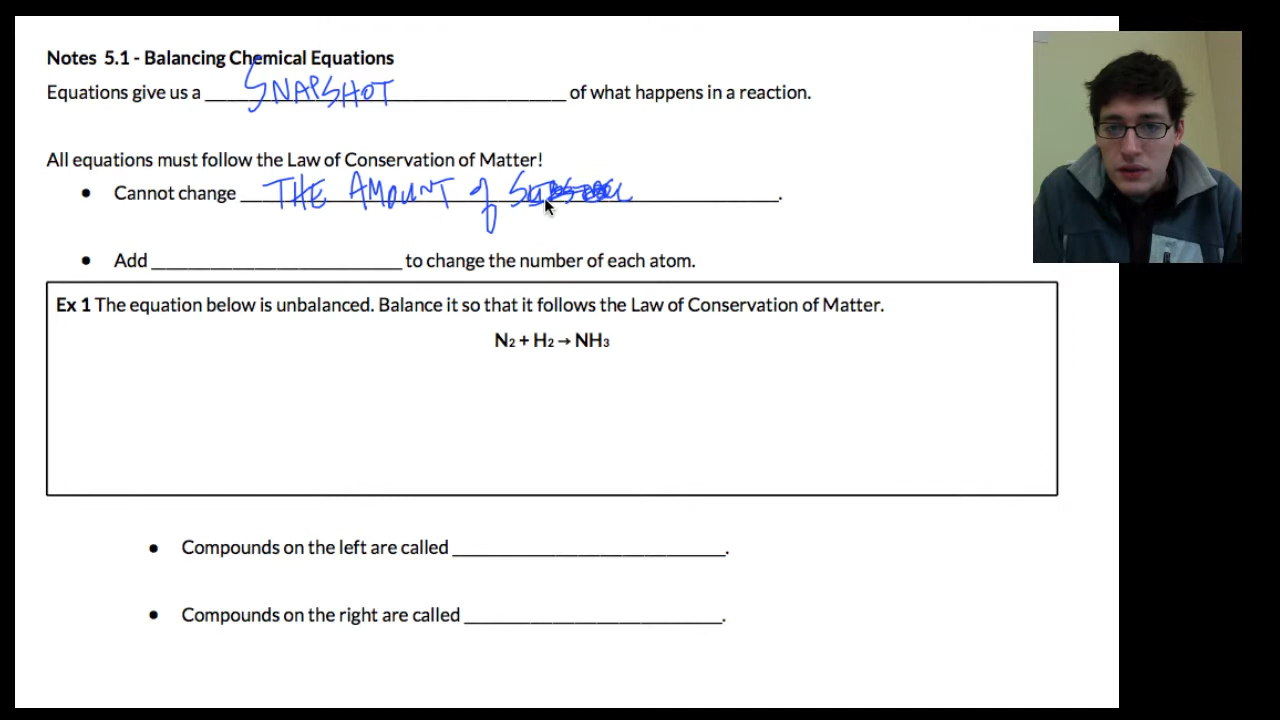 Notes 5.1 - Balancing Chemical Equations
Equations give us a SNAPSHOT of what happens in a reaction.
All equations must follow the Law of Conservation of Matter!
• Cannot change THE AMOUNT of .
• Add ____________________ to change the number of each atom.
Ex 1 The equation below is unbalanced. Balance it so that it follows the Law of Conservation of Matter.
N₂ + H₂ → NH₃
• Compounds on the left are called ____________________.
• Compounds on the right are called ____________________.